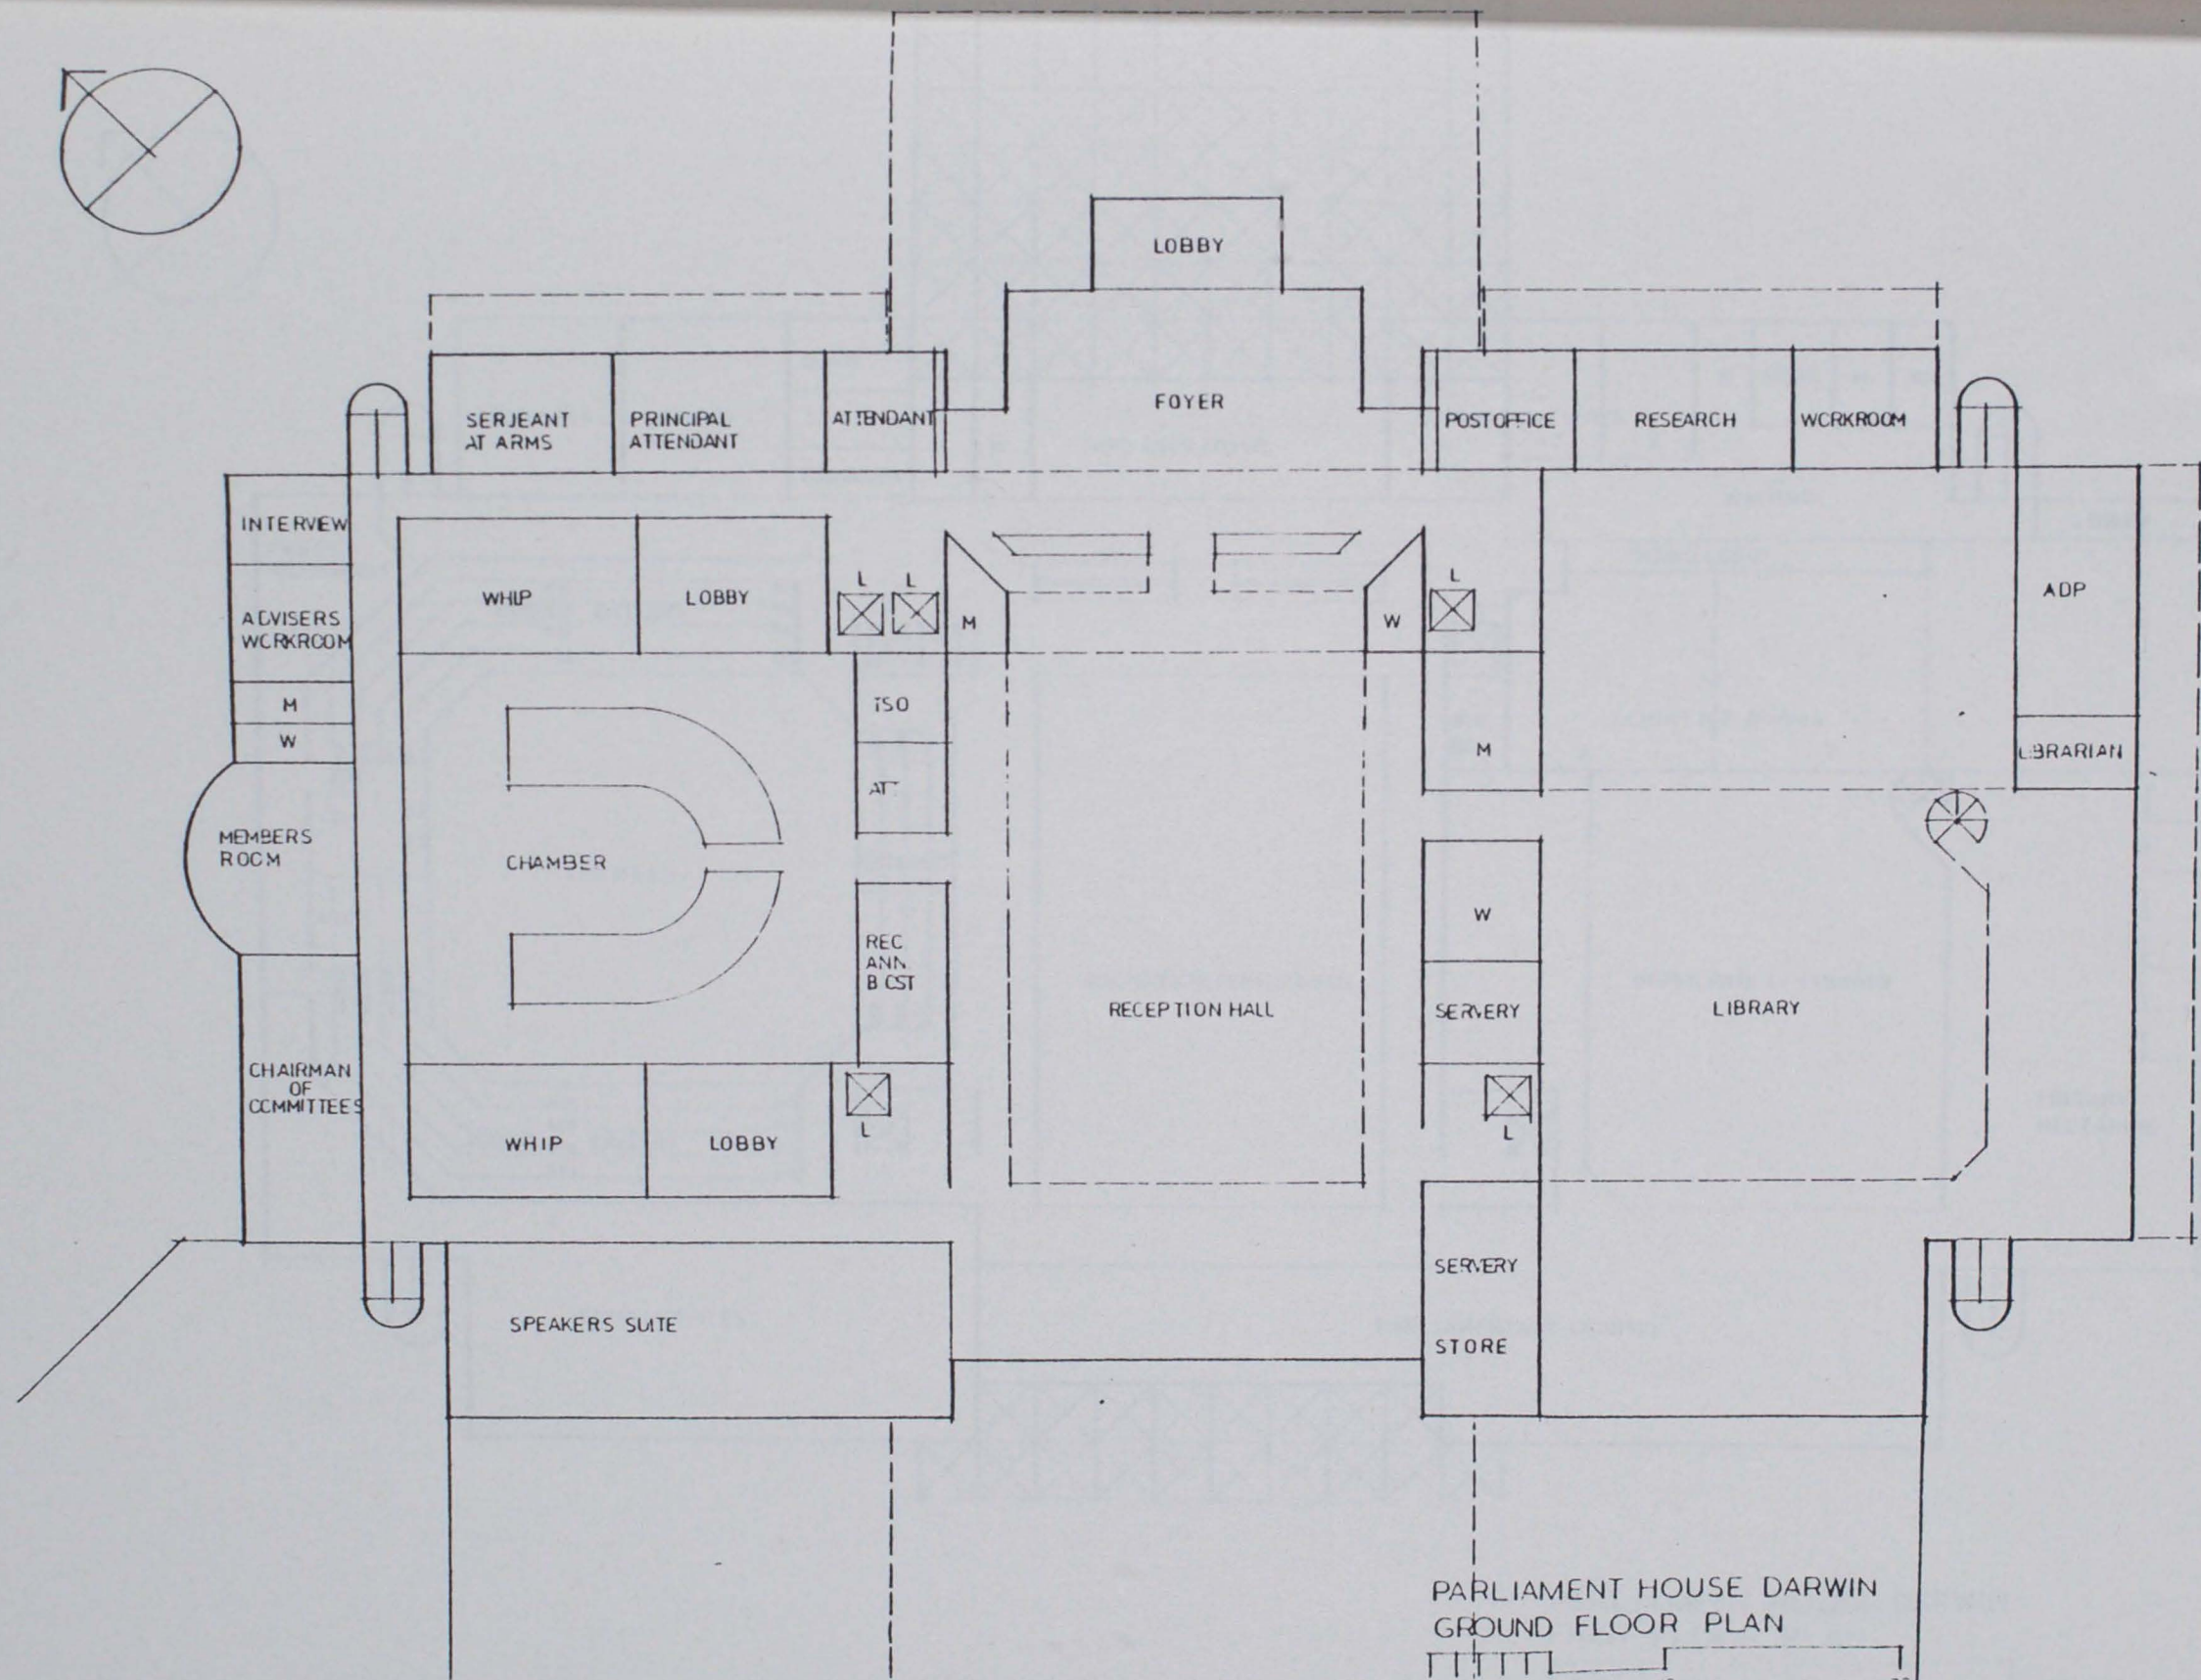 LOBBY
FOYER
SERJEANT
AT ARMS
PRINCIPAL
ATTENDANT
ATTENDANT
POST OFFICE
RESEARCH
WORKROOM
INTERVIEW
ADVISERS
WORKROOM
M
W
MEMBERS
ROOM
CHAIRMAN
OF
COMMITTEES
WHIP
LOBBY
L
L
M
W
L
TSO
ATT
CHAMBER
REC
ANN.
B'CST
WHIP
LOBBY
L
SPEAKERS SUITE
RECEPTION HALL
M
W
SERVERY
L
SERVERY
STORE
LIBRARY
ADP
LIBRARIAN
PARLIAMENT HOUSE DARWIN
GROUND FLOOR PLAN